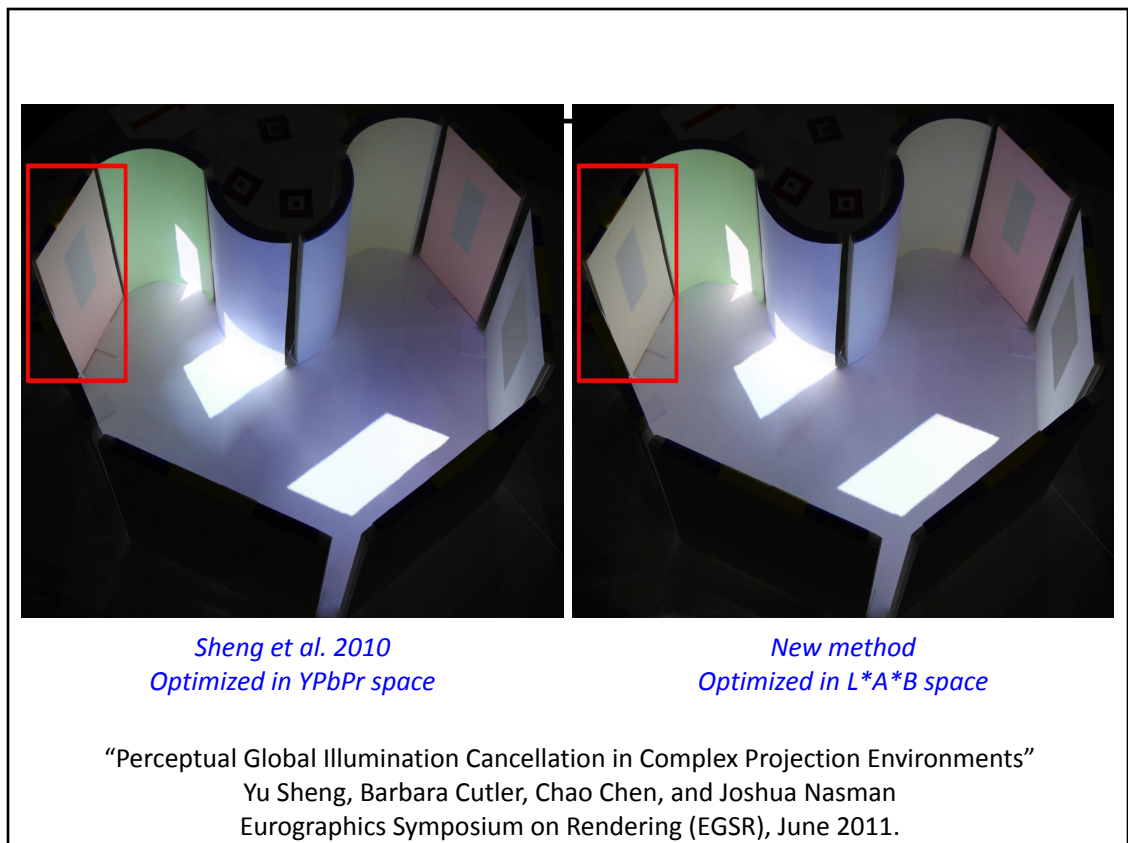 Sheng et al. 2010
Optimized in YPbPr space
New method
Optimized in L*A*B space
“Perceptual Global Illumination Cancellation in Complex Projection Environments”
Yu Sheng, Barbara Cutler, Chao Chen, and Joshua Nasman
Eurographics Symposium on Rendering (EGSR), June 2011.